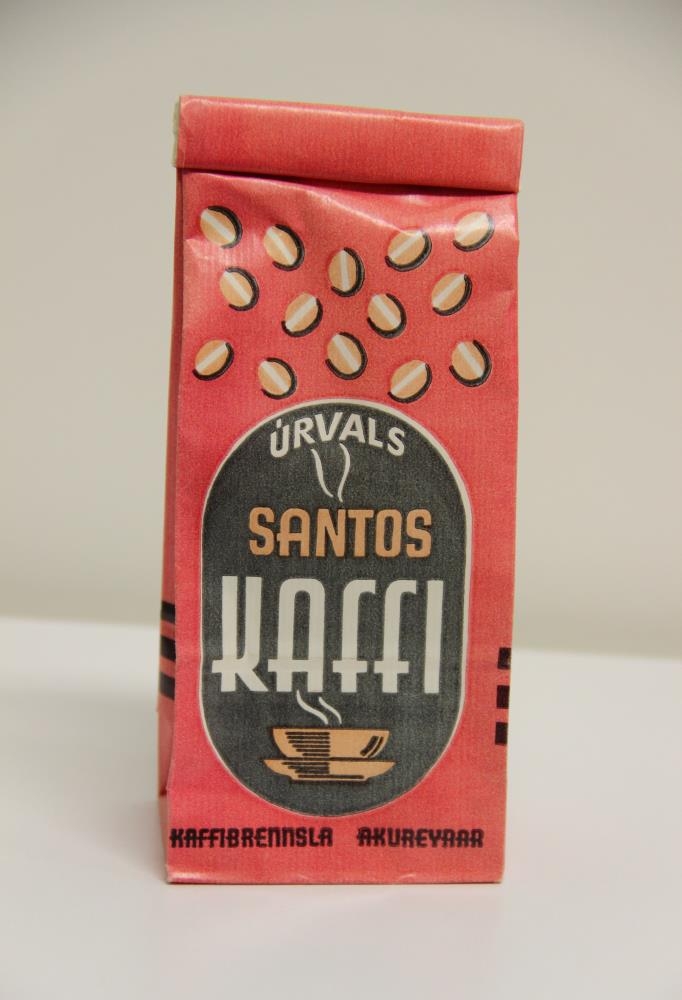 ÚRVALS
SANTOS
KAFFI
KAFFIBRENNSLA AKUREYRAR